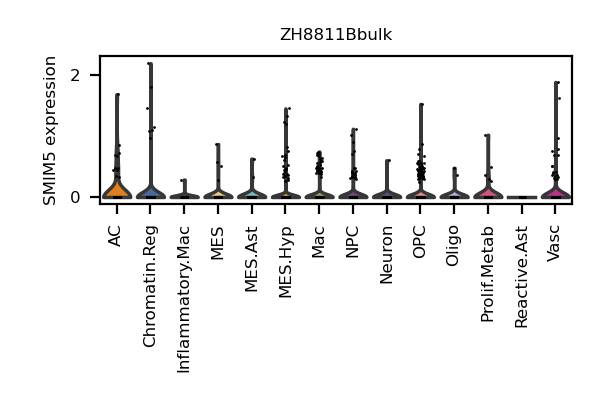 ZH8811Bbulk
SMIM5 expression
2
0
AC
Chromatin.Reg
Inflammatory.Mac
MES
MES.Ast
MES.Hyp
Mac
NPC
Neuron
OPC
Oligo
Prolif.Metab
Reactive.Ast
Vasc